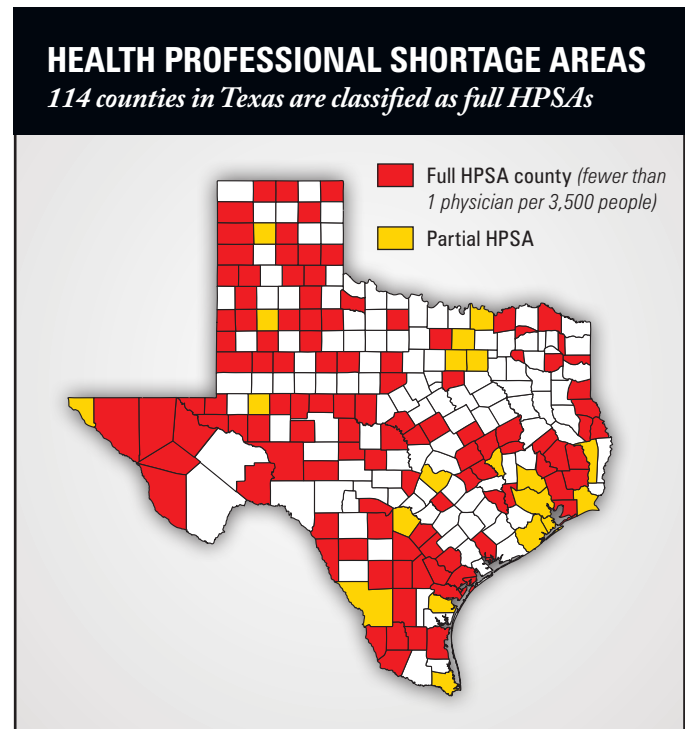 HEALTH PROFESSIONAL SHORTAGE AREAS
114 counties in Texas are classified as full HPSAs
Full HPSA county (fewer than
1 physician per 3,500 people)
Partial HPSA